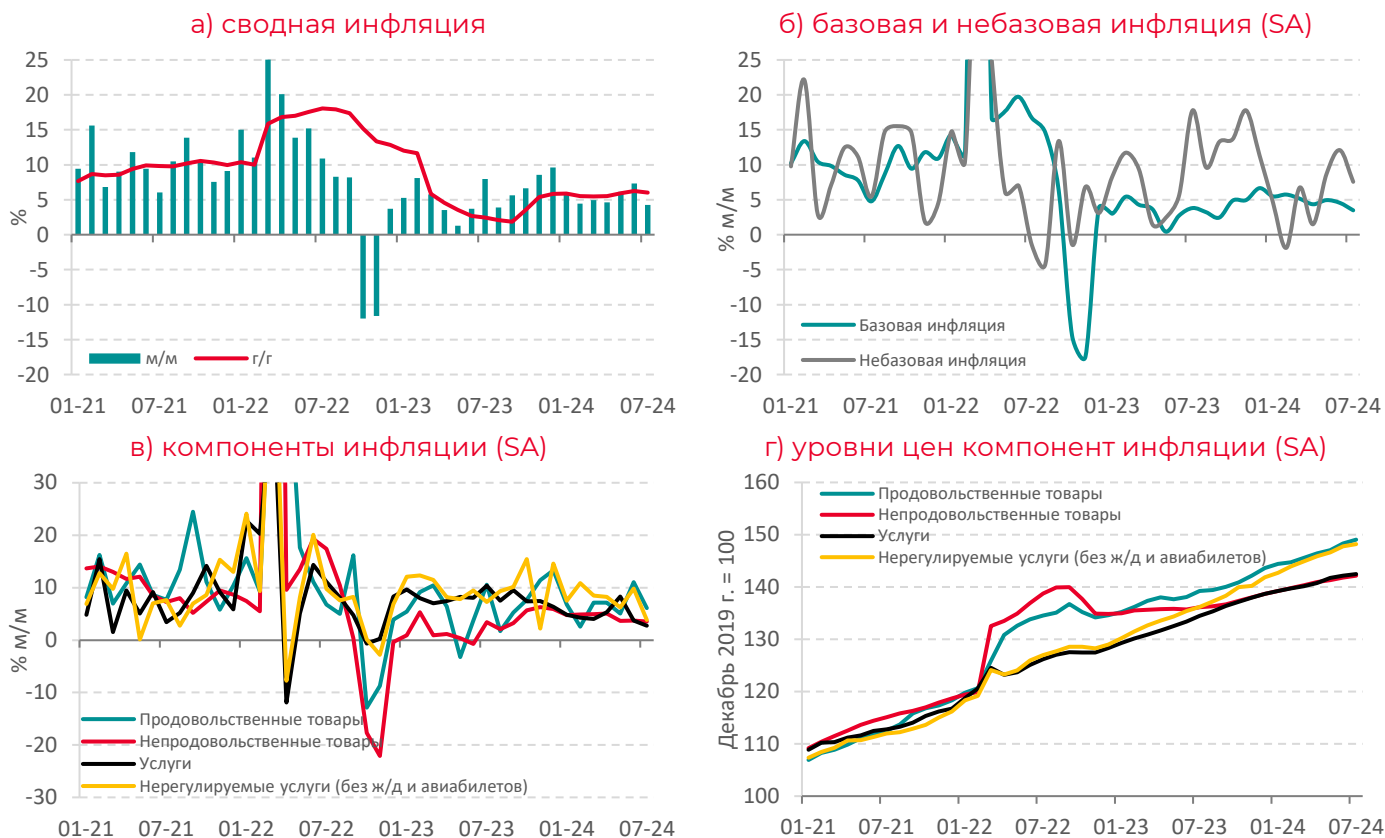 а) сводная инфляция
25
20
15
10
5
0
-5
-10
-15
-20
%
м/м
г/г
01-21 07-21 01-22 07-22 01-23 07-23 01-24 07-24
б) базовая и небазовая инфляция (SA)
25
20
15
10
5
0
-5
-10
-15
-20
% м/м
Базовая инфляция
Небазовая инфляция
01-21 07-21 01-22 07-22 01-23 07-23 01-24 07-24
в) компоненты инфляции (SA)
30
20
10
0
-10
-20
-30
% м/м
Продовольственные товары
Непродовольственные товары
Услуги
Нерегулируемые услуги (без ж/д и авиабилетов)
01-21 07-21 01-22 07-22 01-23 07-23 01-24 07-24
г) уровни цен компонент инфляции (SA)
160
150
140
130
120
110
100
Декабрь 2019 г. = 100
Продовольственные товары
Непродовольственные товары
Услуги
Нерегулируемые услуги (без ж/д и авиабилетов)
01-21 07-21 01-22 07-22 01-23 07-23 01-24 07-24